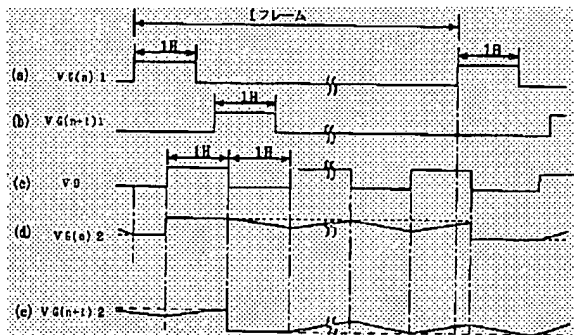 1フレーム
1H 1H
(a) VG(n)1
1H
(b) VG(n+1)1
1H 1H
(c) VD
(d) VG(n)2
(e) VG(n+1)2